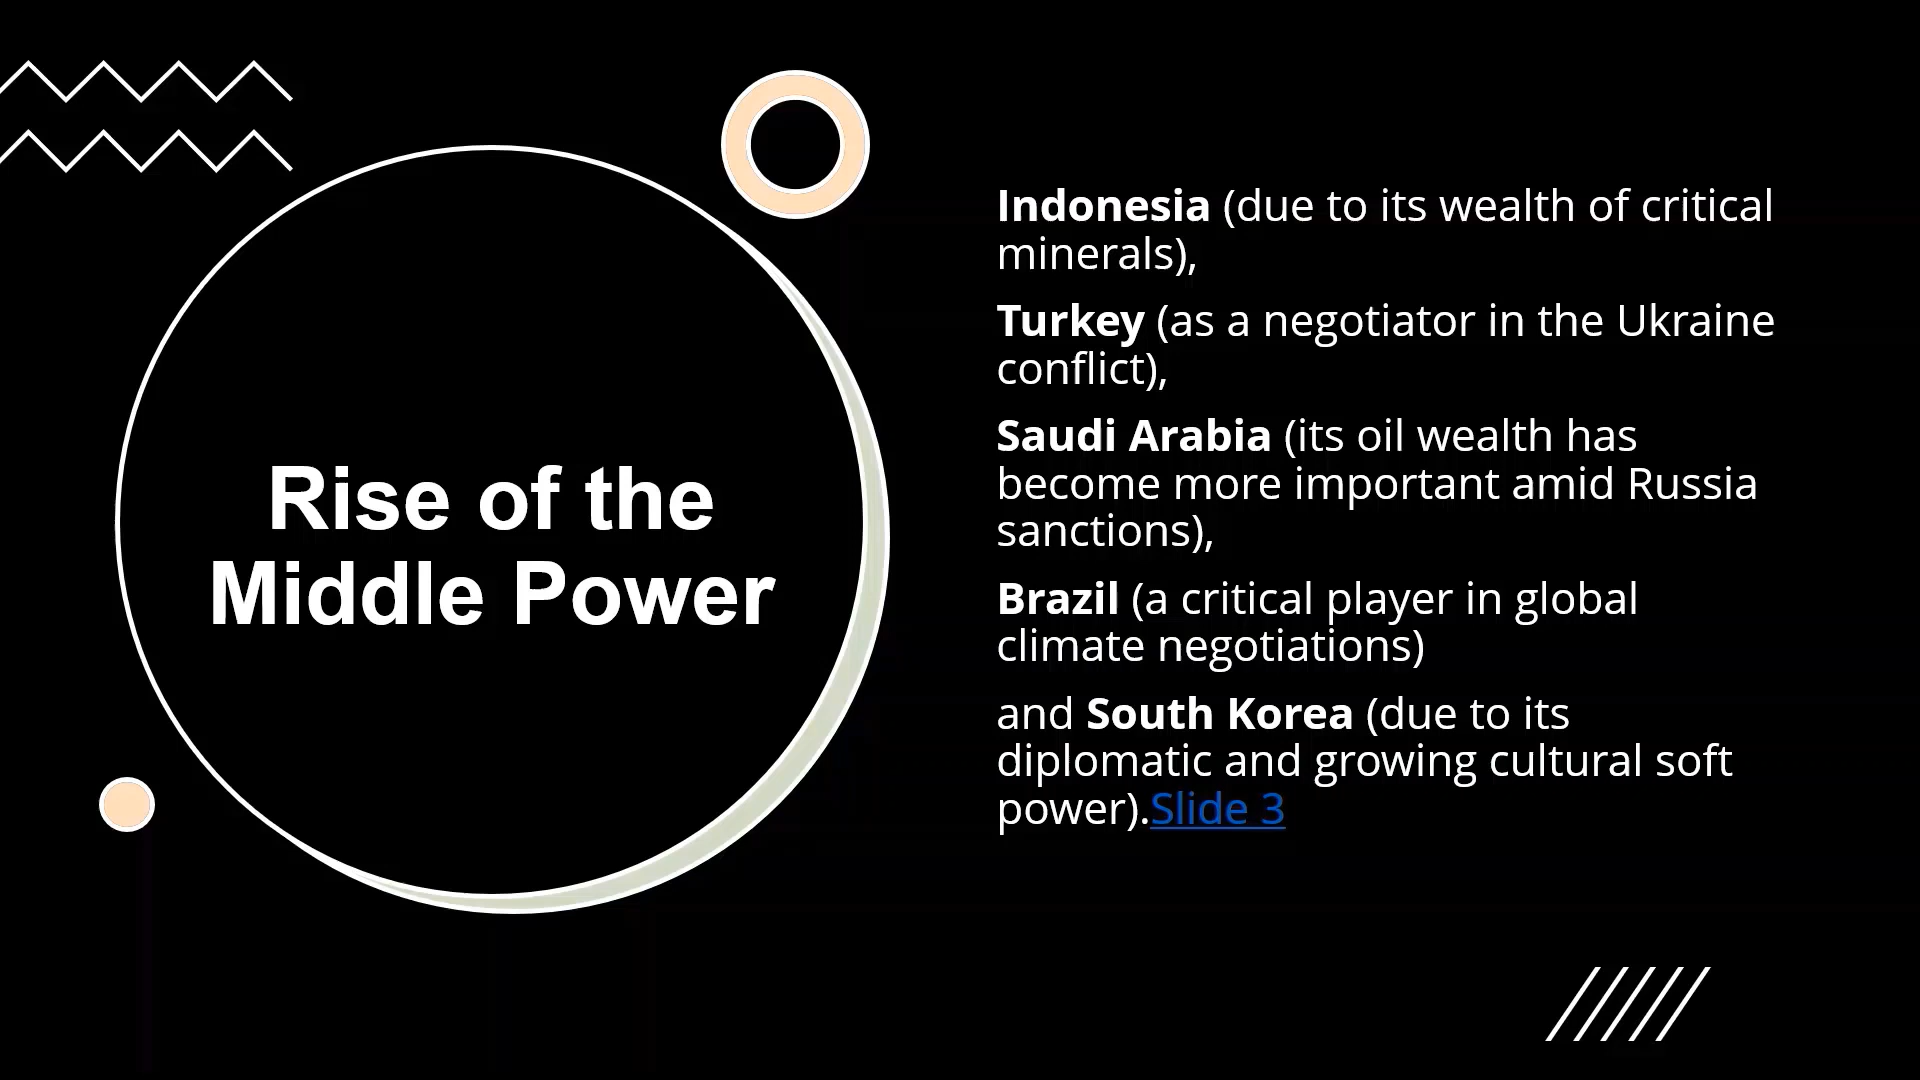 Rise of the
Middle Power
Indonesia (due to its wealth of critical
minerals),
Turkey (as a negotiator in the Ukraine
conflict),
Saudi Arabia (its oil wealth has
become more important amid Russia
sanctions),
Brazil (a critical player in global
climate negotiations)
and South Korea (due to its
diplomatic and growing cultural soft
power).Slide 3